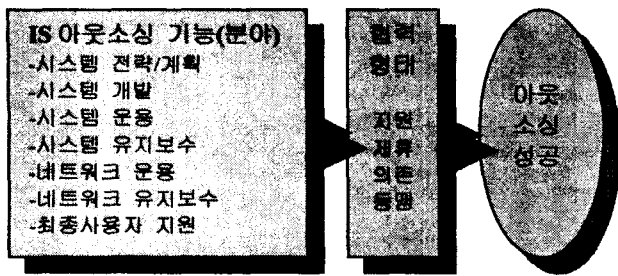 IS 아웃소싱 기능(분야)
-시스템 전략/계획
-시스템 개발
-시스템 운용
-시스템 유지보수
-네트워크 운용
-네트워크 유지보수
-최종사용자 지원
협력
형태
지원
제휴
의존
동맹
아웃
소싱
성공